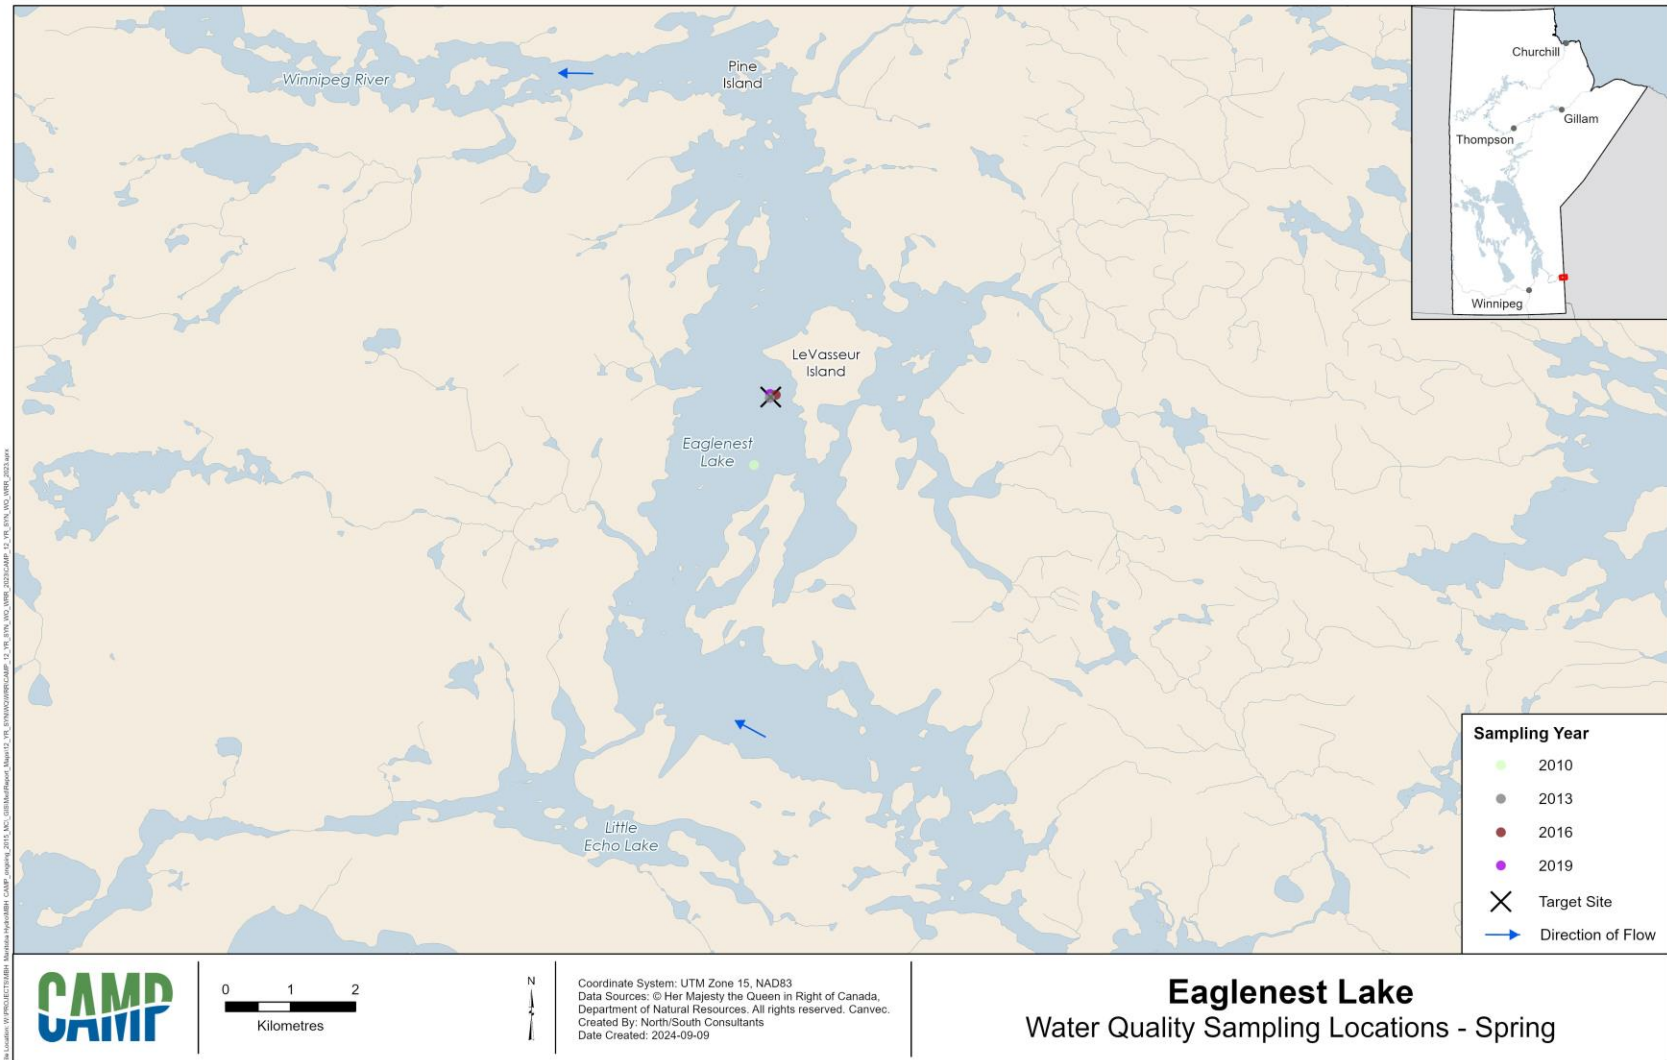 Winnipeg River
Pine
Island
LeVasseur
Island
Eaglenest
Lake
Little
Echo Lake
Churchill
Gillam
Thompson
Winnipeg
Sampling Year
2010
2013
2016
2019
Target Site
Direction of Flow
CAMP
0 1 2
Kilometres
N
Coordinate System: UTM Zone 15, NAD83
Data Sources: © Her Majesty the Queen in Right of Canada,
Department of Natural Resources. All rights reserved. Canvec.
Created By: North/South Consultants
Date Created: 2024-09-09
Eaglenest Lake
Water Quality Sampling Locations - Spring